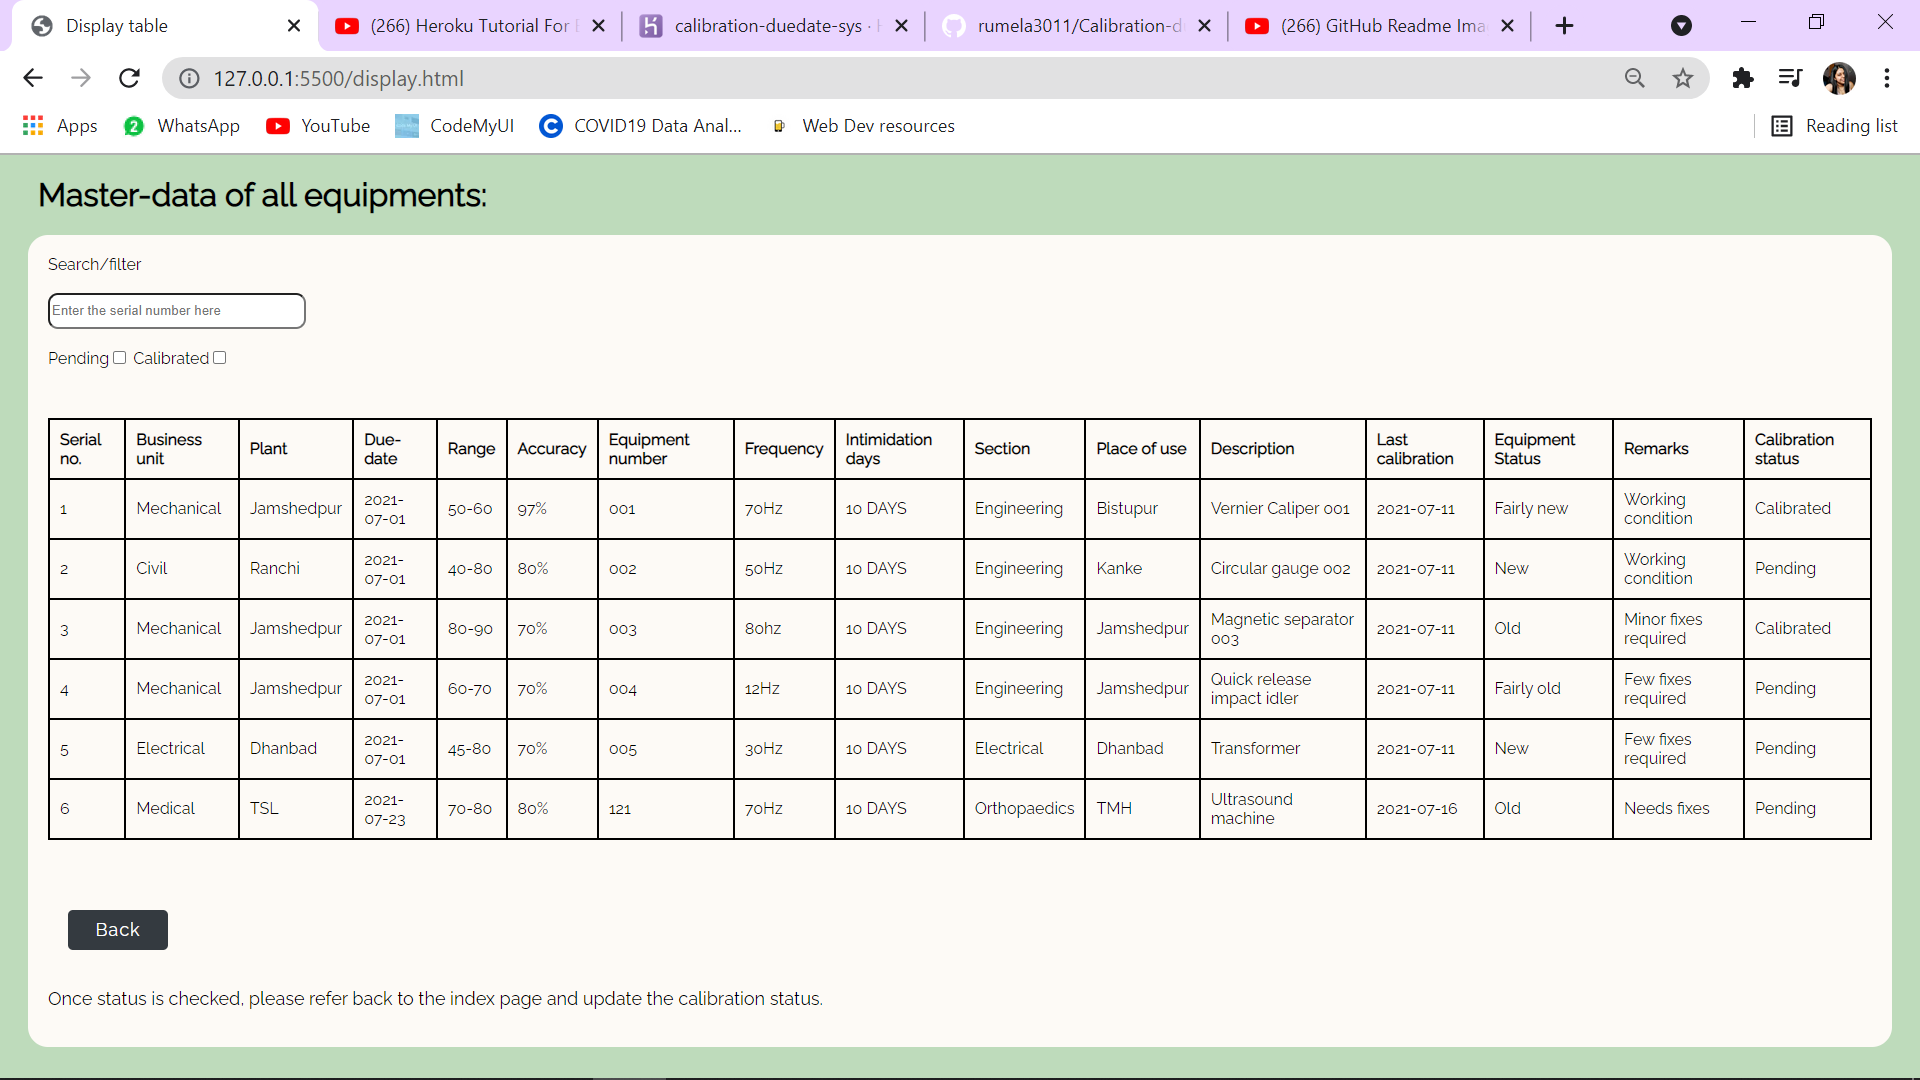 Display table
(266) Heroku Tutorial For
calibration-duedate-sys ·
rumela3011/Calibration-d
(266) GitHub Readme Ima
127.0.0.1:5500/display.html
Apps
2
WhatsApp
YouTube
CodeMyUI
COVID19 Data Anal...
Web Dev resources
Reading list
Master-data of all equipments:
Search/filter
Enter the serial number here
Pending Calibrated
Serial no. Business unit Plant Due-date Range Accuracy Equipment number Frequency Intimidation days Section Place of use Description Last calibration Equipment Status Remarks Calibration status
1 Mechanical Jamshedpur 2021-07-01 50-60 97% 001 70Hz 10 DAYS Engineering Bistupur Vernier Caliper 001 2021-07-11 Fairly new Working condition Calibrated
2 Civil Ranchi 2021-07-01 40-80 80% 002 50Hz 10 DAYS Engineering Kanke Circular gauge 002 2021-07-11 New Working condition Pending
3 Mechanical Jamshedpur 2021-07-01 80-90 70% 003 80hz 10 DAYS Engineering Jamshedpur Magnetic separator 003 2021-07-11 Old Minor fixes required Calibrated
4 Mechanical Jamshedpur 2021-07-01 60-70 70% 004 12Hz 10 DAYS Engineering Jamshedpur Quick release impact idler 2021-07-11 Fairly old Few fixes required Pending
5 Electrical Dhanbad 2021-07-01 45-80 70% 005 30Hz 10 DAYS Electrical Dhanbad Transformer 2021-07-11 New Few fixes required Pending
6 Medical TSL 2021-07-23 70-80 80% 121 70Hz 10 DAYS Orthopaedics TMH Ultrasound machine 2021-07-16 Old Needs fixes Pending
Back
Once status is checked, please refer back to the index page and update the calibration status.